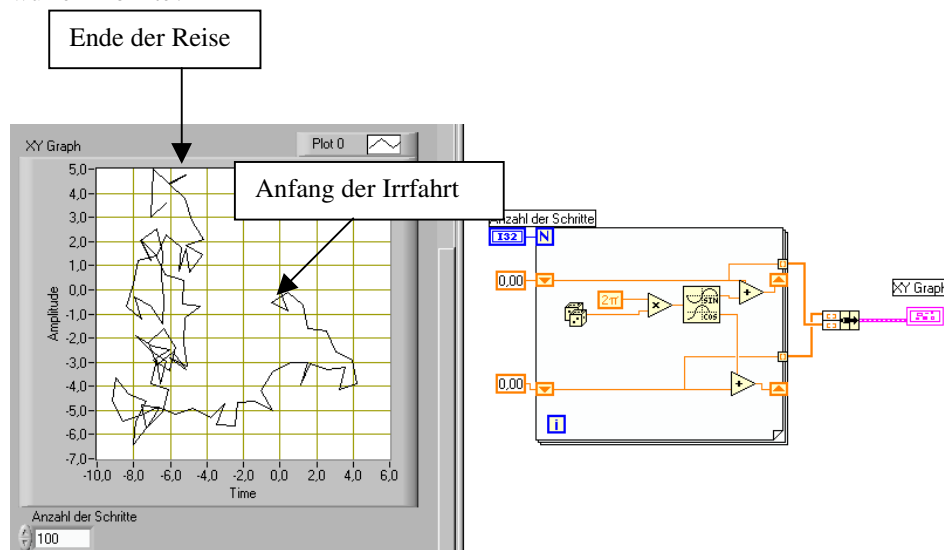 Ende der Reise
XY Graph
Plot 0
Anfang der Irrfahrt
5,0
4,0
3,0
2,0
1,0
0,0
-1,0
-2,0
-3,0
-4,0
-5,0
-6,0
-7,0
Amplitude
-10,0 -8,0 -6,0 -4,0 -2,0 0,0 2,0 4,0 6,0
Time
Anzahl der Schritte
100
Anzahl der Schritte
I32
N
0,00
2π
×
SIN
COS
+
XY Graph
0,00
+
i